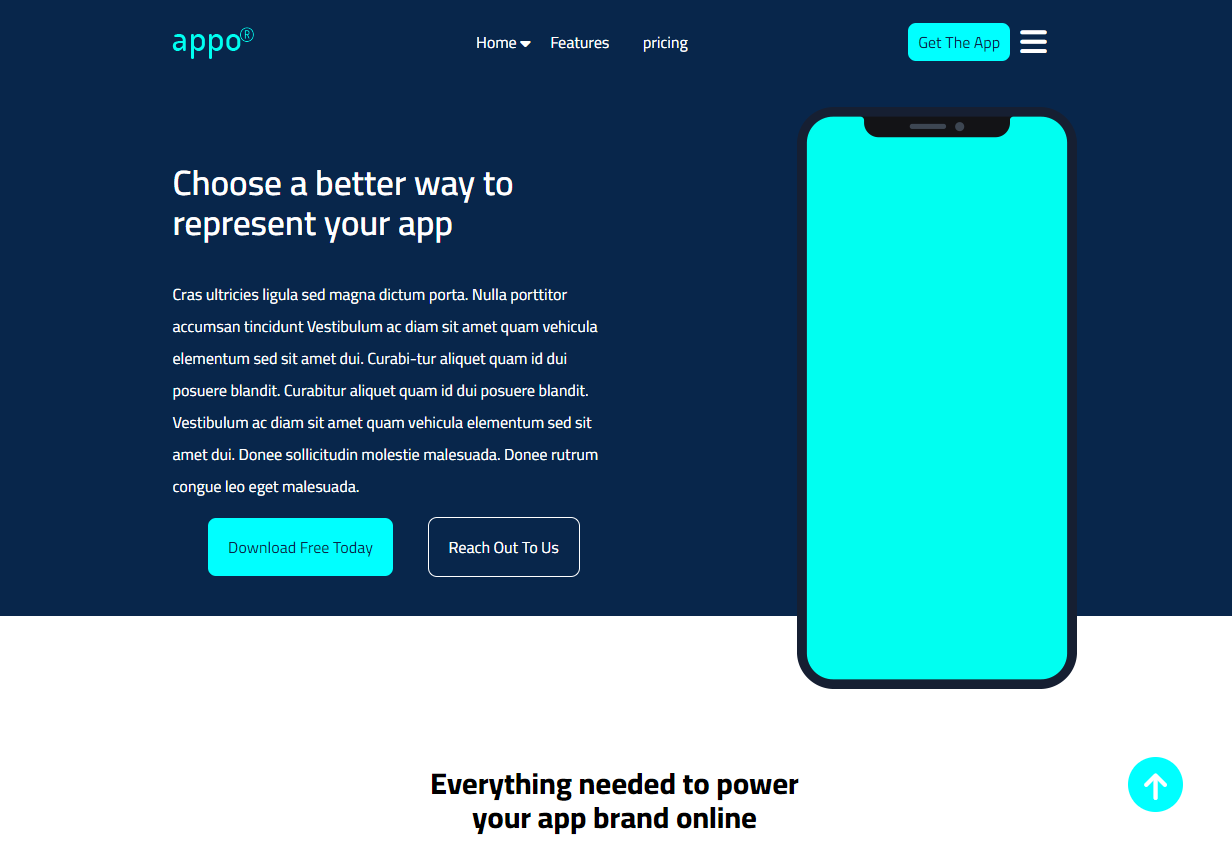 appo®
Home
Features
pricing
Get The App
Choose a better way to
represent your app
Cras ultricies ligula sed magna dictum porta. Nulla porttitor
accumsan tincidunt Vestibulum ac diam sit amet quam vehicula
elementum sed sit amet dui. Curabi-tur aliquet quam id dui
posuere blandit. Curabitur aliquet quam id dui posuere blandit.
Vestibulum ac diam sit amet quam vehicula elementum sed sit
amet dui. Donee sollicitudin molestie malesuada. Donee rutrum
congue leo eget malesuada.
Download Free Today
Reach Out To Us
Everything needed to power
your app brand online